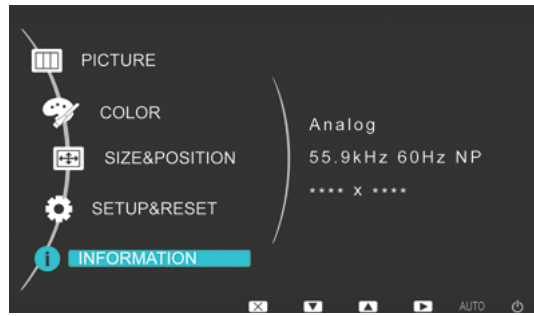 PICTURE
COLOR
SIZE&POSITION
SETUP&RESET
INFORMATION
Analog
55.9kHz 60Hz NP
**** X ****
AUTO